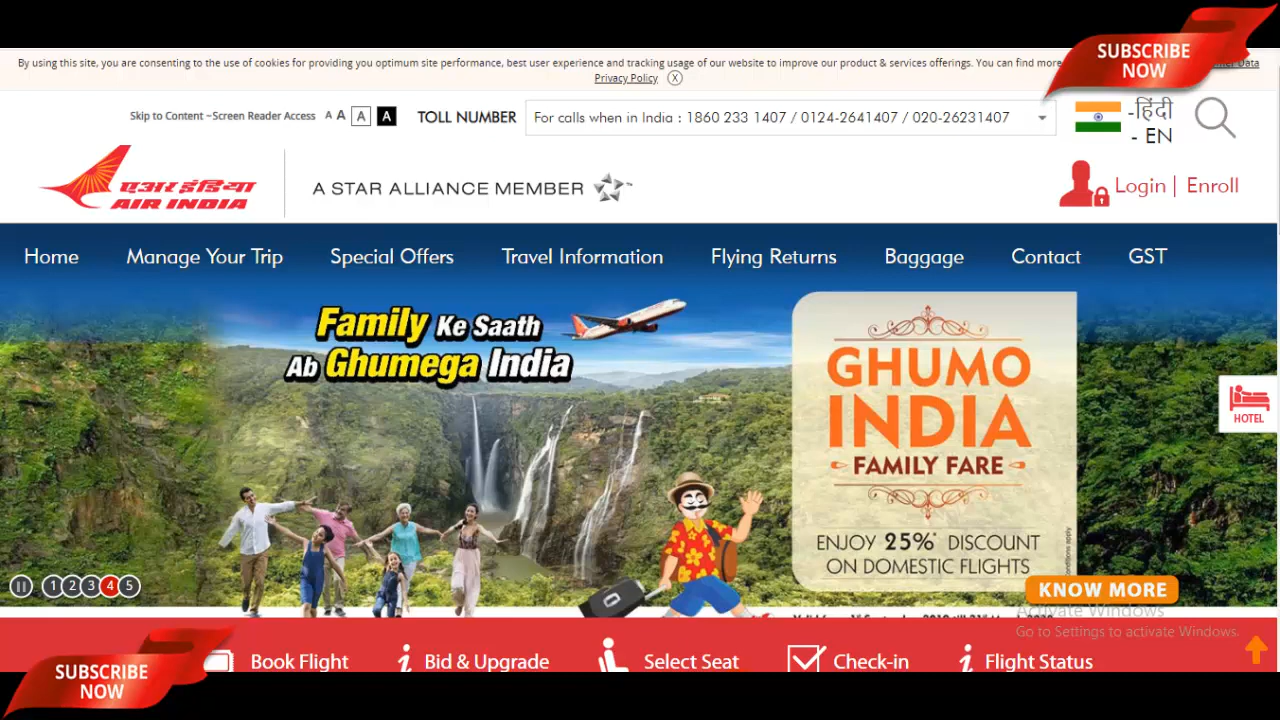 SUBSCRIBE
NOW
By using this site, you are consenting to the use of cookies for providing you optimum site performance, best user experience and tracking usage of our website to improve our product & services offerings. You can find more
Privacy Policy (X)
Skip to Content ~Screen Reader Access A A A A
TOLL NUMBER
For calls when in India : 1860 233 1407 / 0124-2641407 / 020-26231407
-हिंदी
- EN
एअर इंडिया
AIR INDIA
A STAR ALLIANCE MEMBER
Login | Enroll
Home Manage Your Trip Special Offers Travel Information Flying Returns Baggage Contact GST
Family Ke Saath
Ab Ghumega India
GHUMO
INDIA
FAMILY FARE
ENJOY 25%* DISCOUNT
ON DOMESTIC FLIGHTS
HOTEL
1 2 3 4 5
KNOW MORE
Activate Windows
Go to Settings to activate Windows.
Book Flight Bid & Upgrade Select Seat Check-in Flight Status
SUBSCRIBE
NOW